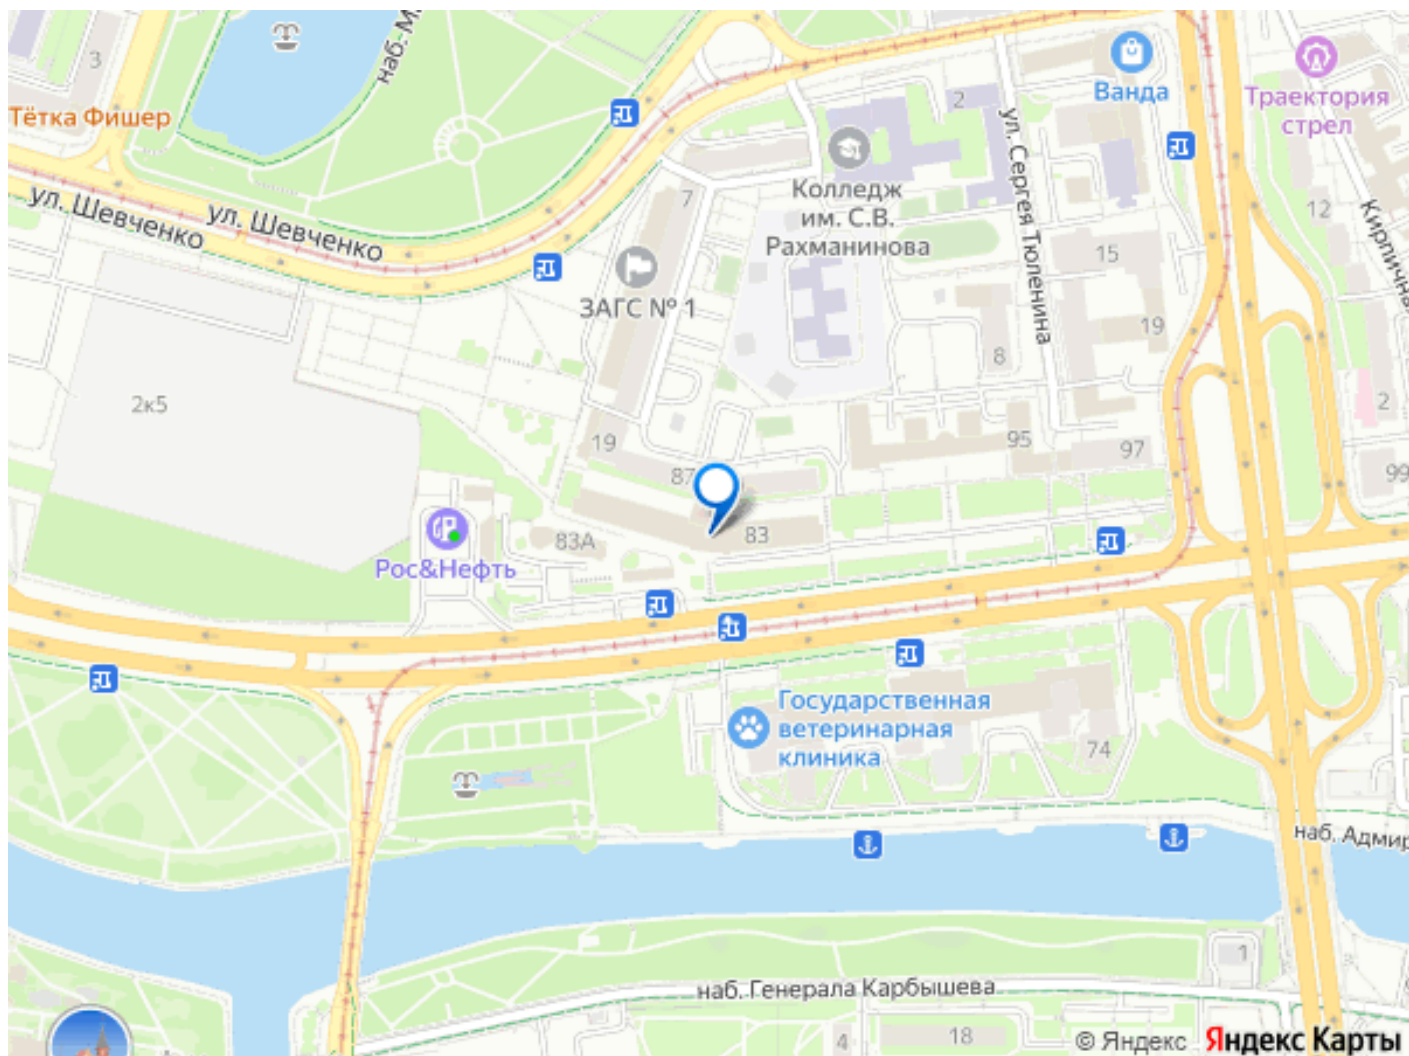 наб. М
3
Тётка Фишер
ул. Шевченко
ул. Шевченко
7
ЗАГС № 1
2
Колледж
им. С.В.
Рахманинова
ул. Сергея Тюленина
Ванда
Траектория
стрел
12
Кирпичная
15
19
8
2
2к5
19
87
95
97
99
83
83А
Рос&Нефть
Государственная
ветеринарная
клиника
74
наб. Адмир
наб. Генерала Карбышева
1
3
4
18
© Яндекс Яндекс Карты